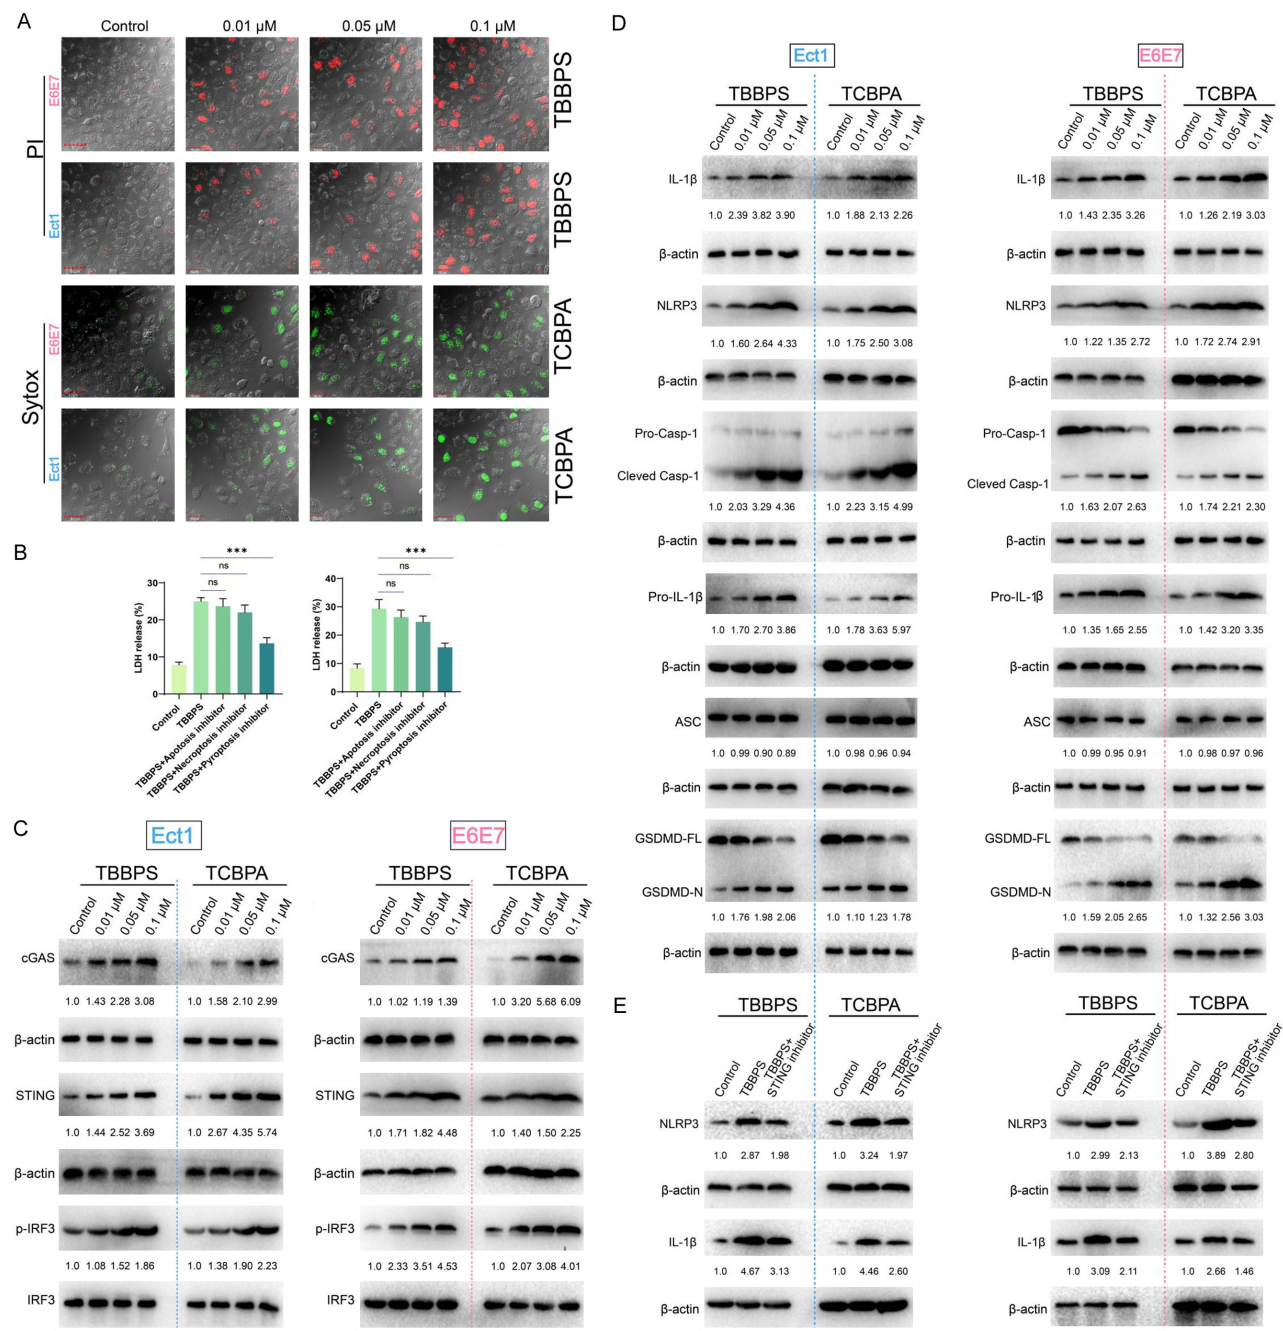 A
Control 0.01 μM 0.05 μM 0.1 μM
PI
E6E7
TBBPS
Ect1
TBBPS
Sytox
E6E7
TCBPA
Ect1
TCBPA
B
***
ns
ns
LDH release (%)
30
20
10
0
Control
TBBPS
TBBPS+Apotosis inhibitor
TBBPS+Necroptosis inhibitor
TBBPS+Pyroptosis inhibitor
***
ns
ns
LDH release (%)
40
30
20
10
0
Control
TBBPS
TBBPS+Apotosis inhibitor
TBBPS+Necroptosis inhibitor
TBBPS+Pyroptosis inhibitor
C
Ect1
TBBPS TCBPA
Control 0.01 μM 0.05 μM 0.1 μM Control 0.01 μM 0.05 μM 0.1 μM
cGAS
1.0 1.43 2.28 3.08 1.0 1.58 2.10 2.99
β-actin
STING
1.0 1.44 2.52 3.69 1.0 2.67 4.35 5.74
β-actin
p-IRF3
1.0 1.08 1.52 1.86 1.0 1.38 1.90 2.23
IRF3
E6E7
TBBPS TCBPA
Control 0.01 μM 0.05 μM 0.1 μM Control 0.01 μM 0.05 μM 0.1 μM
cGAS
1.0 1.02 1.19 1.39 1.0 3.20 5.68 6.09
β-actin
STING
1.0 1.71 1.82 4.48 1.0 1.40 1.50 2.25
β-actin
p-IRF3
1.0 2.33 3.51 4.53 1.0 2.07 3.08 4.01
IRF3
D
Ect1
TBBPS TCBPA
Control 0.01 μM 0.05 μM 0.1 μM Control 0.01 μM 0.05 μM 0.1 μM
IL-1β
1.0 2.39 3.82 3.90 1.0 1.88 2.13 2.26
β-actin
NLRP3
1.0 1.60 2.64 4.33 1.0 1.75 2.50 3.08
β-actin
Pro-Casp-1
Cleved Casp-1
1.0 2.03 3.29 4.36 1.0 2.23 3.15 4.99
β-actin
Pro-IL-1β
1.0 1.70 2.70 3.86 1.0 1.78 3.63 5.97
β-actin
ASC
1.0 0.99 0.90 0.89 1.0 0.98 0.96 0.94
β-actin
GSDMD-FL
GSDMD-N
1.0 1.76 1.98 2.06 1.0 1.10 1.23 1.78
β-actin
E6E7
TBBPS TCBPA
Control 0.01 μM 0.05 μM 0.1 μM Control 0.01 μM 0.05 μM 0.1 μM
IL-1β
1.0 1.43 2.35 3.26 1.0 1.26 2.19 3.03
β-actin
NLRP3
1.0 1.22 1.35 2.72 1.0 1.72 2.74 2.91
β-actin
Pro-Casp-1
Cleved Casp-1
1.0 1.63 2.07 2.63 1.0 1.74 2.21 2.30
β-actin
Pro-IL-1β
1.0 1.35 1.65 2.55 1.0 1.42 3.20 3.35
β-actin
ASC
1.0 0.99 0.95 0.91 1.0 0.98 0.97 0.96
β-actin
GSDMD-FL
GSDMD-N
1.0 1.59 2.05 2.65 1.0 1.32 2.56 3.03
β-actin
E
TBBPS TCBPA
Control TBBPS TBBPS+ STING inhibitor Control TBBPS TBBPS+ STING inhibitor
NLRP3
1.0 2.87 1.98 1.0 3.24 1.97
β-actin
IL-1β
1.0 4.67 3.13 1.0 4.46 2.60
β-actin
TBBPS TCBPA
Control TBBPS TBBPS+ STING inhibitor Control TBBPS TBBPS+ STING inhibitor
NLRP3
1.0 2.99 2.13 1.0 3.89 2.80
β-actin
IL-1β
1.0 3.09 2.11 1.0 2.66 1.46
β-actin